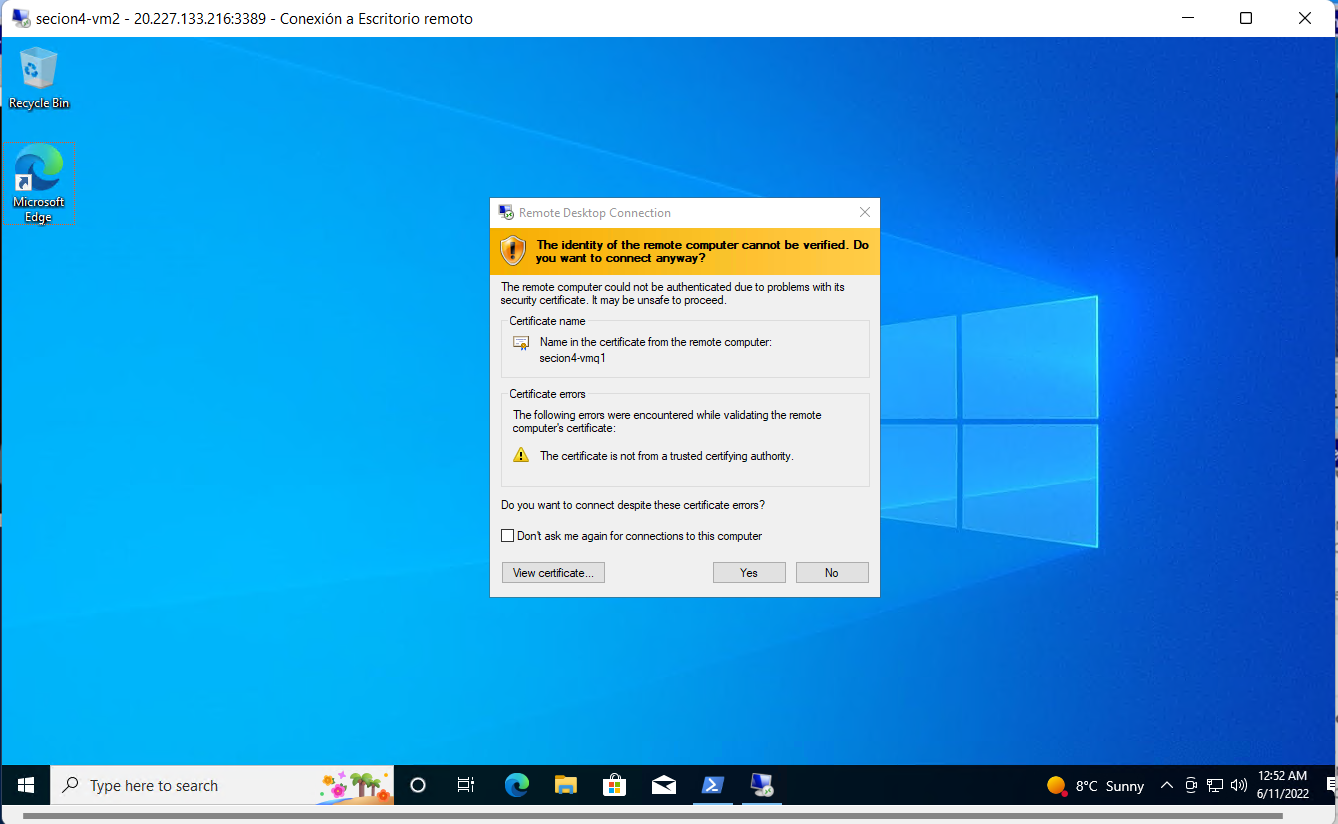 secion4-vm2 - 20.227.133.216:3389 - Conexión a Escritorio remoto
Recycle Bin
Microsoft
Edge
Remote Desktop Connection
The identity of the remote computer cannot be verified. Do
you want to connect anyway?
The remote computer could not be authenticated due to problems with its
security certificate. It may be unsafe to proceed.
Certificate name
Name in the certificate from the remote computer:
secion4-vmq1
Certificate errors
The following errors were encountered while validating the remote
computer's certificate:
The certificate is not from a trusted certifying authority.
Do you want to connect despite these certificate errors?
Don't ask me again for connections to this computer
View certificate... Yes No
Type here to search
8°C Sunny
12:52 AM
6/11/2022